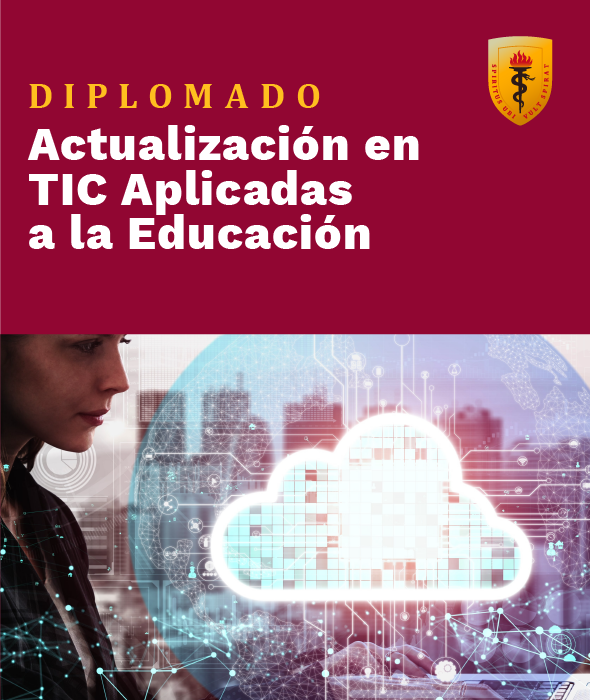 DIPLOMADO
Actualización en
TIC Aplicadas
a la Educación
SPIRITUS UBI VULT SPIRAT